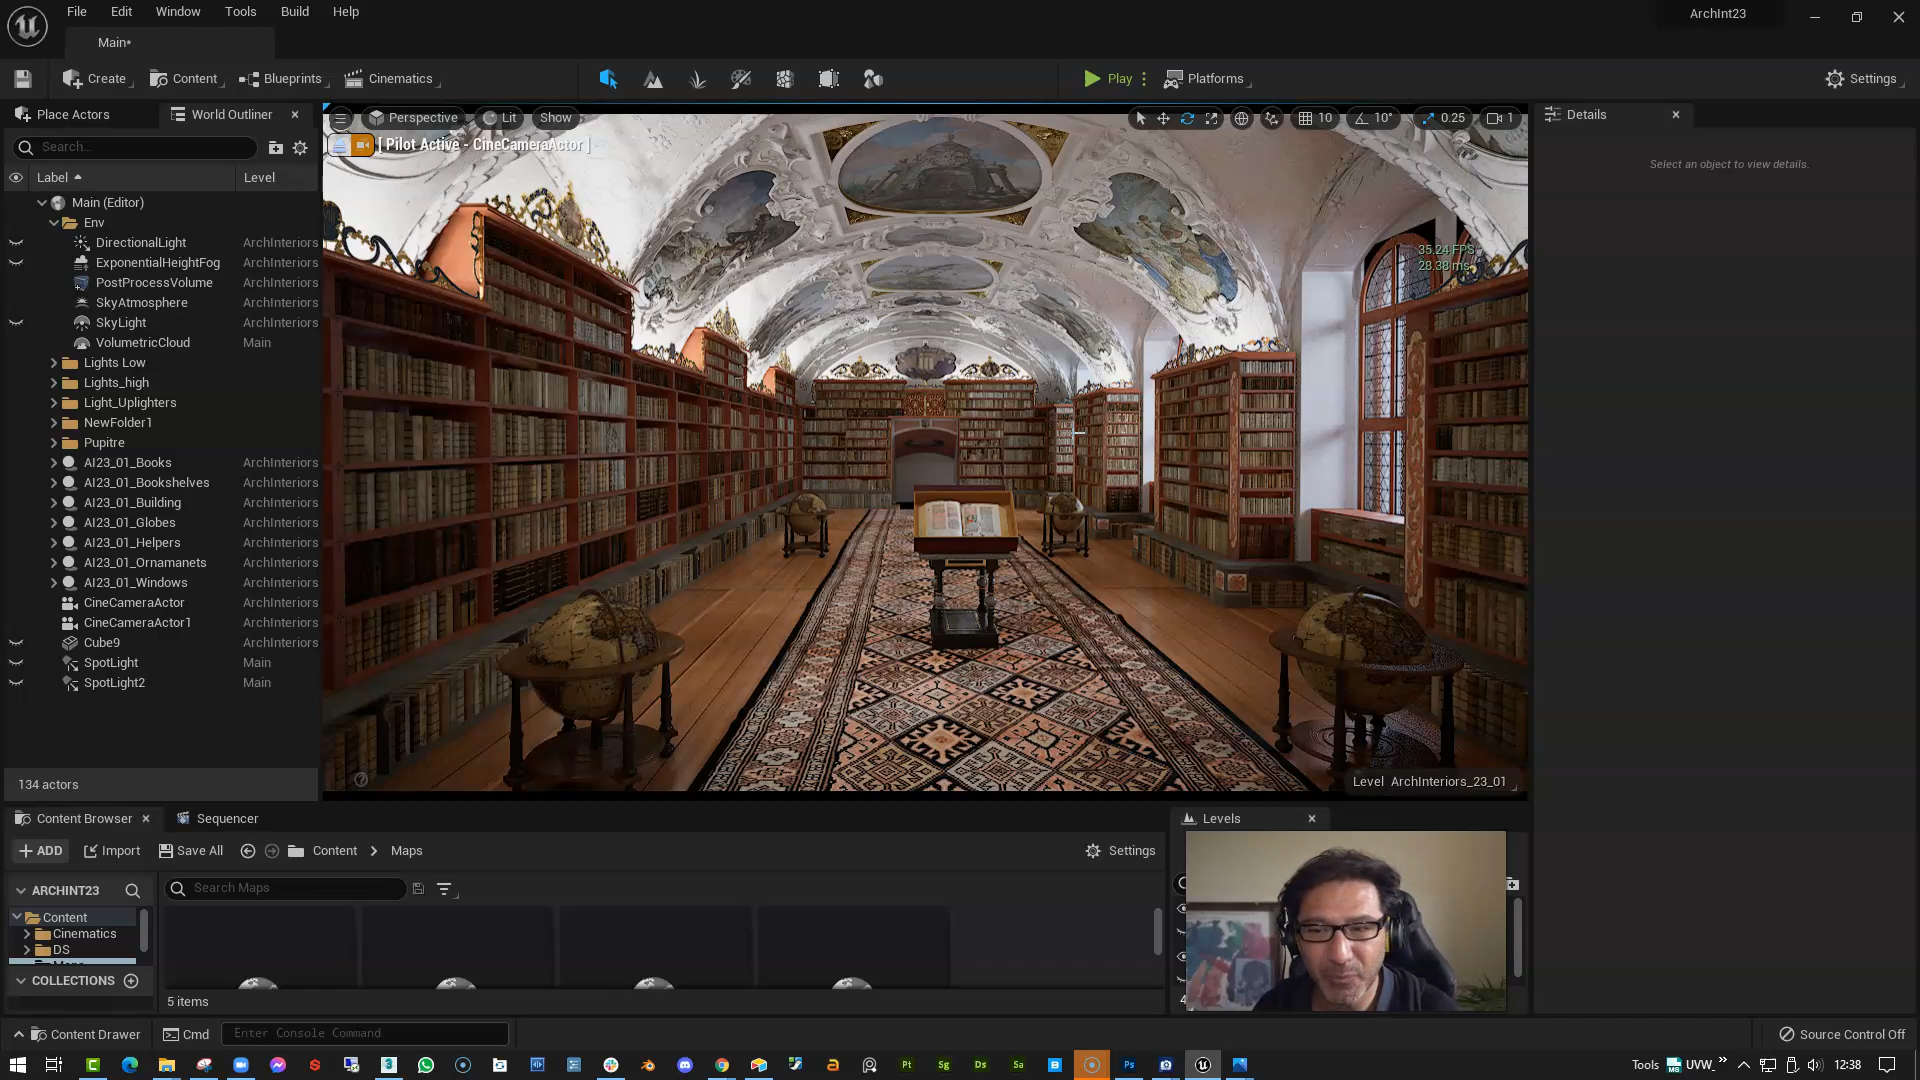 File Edit Window Tools Build Help
ArchInt23
Main*
Create Content Blueprints Cinematics Play Platforms Settings
Place Actors World Outliner
Search...
Label Level
Main (Editor)
Env
DirectionalLight ArchInteriors
ExponentialHeightFog ArchInteriors
PostProcessVolume ArchInteriors
SkyAtmosphere ArchInteriors
SkyLight ArchInteriors
VolumetricCloud Main
Lights Low
Lights_high
Light_Uplighters
NewFolder1
Pupitre
AI23_01_Books ArchInteriors
AI23_01_Bookshelves ArchInteriors
AI23_01_Building ArchInteriors
AI23_01_Globes ArchInteriors
AI23_01_Helpers ArchInteriors
AI23_01_Ornamanets ArchInteriors
AI23_01_Windows ArchInteriors
CineCameraActor ArchInteriors
CineCameraActor1 ArchInteriors
Cube9 ArchInteriors
SpotLight Main
SpotLight2 Main
134 actors
Perspective Lit Show 10 10° 0.25 1
[ Pilot Active - CineCameraActor ]
35.24 FPS
28.38 ms
Level ArchInteriors_23_01
Details
Select an object to view details.
Content Browser Sequencer
ADD Import Save All Content Maps Settings
ARCHINT23
Search Maps
Content
Cinematics
DS
COLLECTIONS
5 items
Levels
Content Drawer Cmd Enter Console Command Source Control Off
Pt Sg Ds Sa B Ps Tools UVW_ 12:38